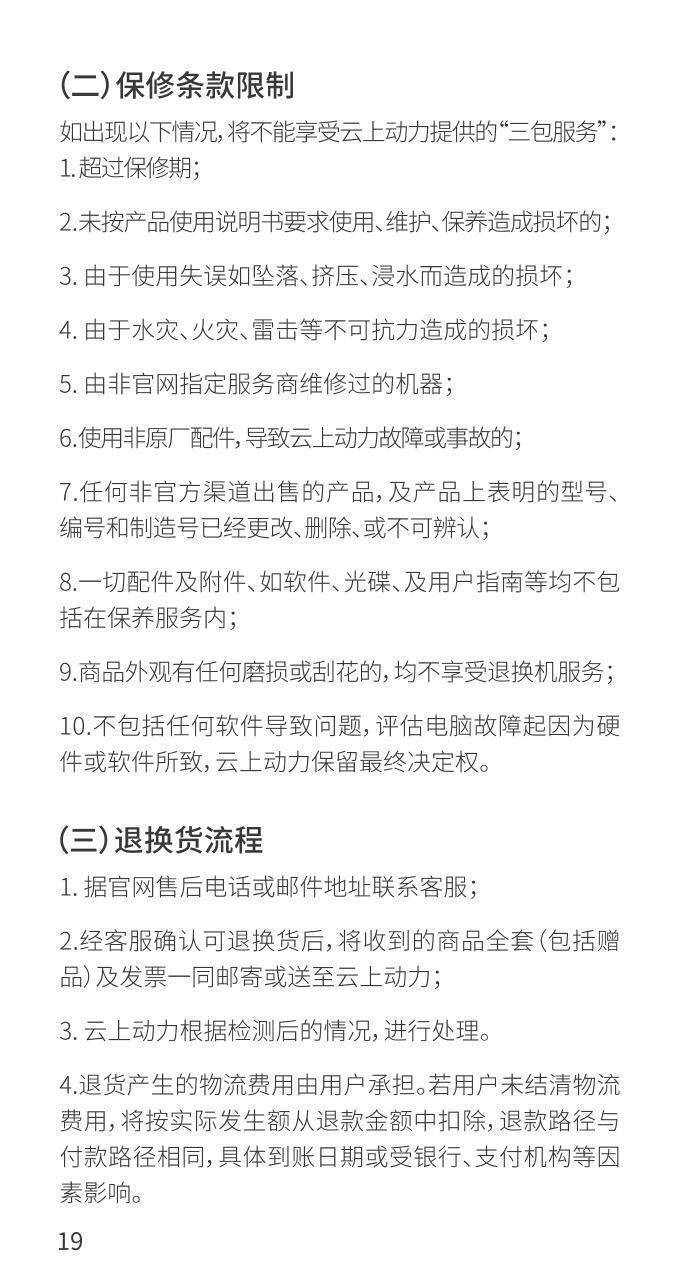 (二)保修条款限制
如出现以下情况,将不能享受云上动力提供的“三包服务”:
1.超过保修期;
2.未按产品使用说明书要求使用、维护、保养造成损坏的;
3. 由于使用失误如坠落、挤压、浸水而造成的损坏;
4. 由于水灾、火灾、雷击等不可抗力造成的损坏;
5. 由非官网指定服务商维修过的机器;
6.使用非原厂配件,导致云上动力故障或事故的;
7.任何非官方渠道出售的产品,及产品上表明的型号、
编号和制造号已经更改、删除、或不可辨认;
8.一切配件及附件、如软件、光碟、及用户指南等均不包
括在保养服务内;
9.商品外观有任何磨损或刮花的,均不享受退换机服务;
10.不包括任何软件导致问题,评估电脑故障起因为硬
件或软件所致,云上动力保留最终决定权。
(三)退换货流程
1. 据官网售后电话或邮件地址联系客服;
2.经客服确认可退换货后,将收到的商品全套(包括赠
品)及发票一同邮寄或送至云上动力;
3. 云上动力根据检测后的情况,进行处理。
4.退货产生的物流费用由用户承担。若用户未结清物流
费用,将按实际发生额从退款金额中扣除,退款路径与
付款路径相同,具体到账日期或受银行、支付机构等因
素影响。
19